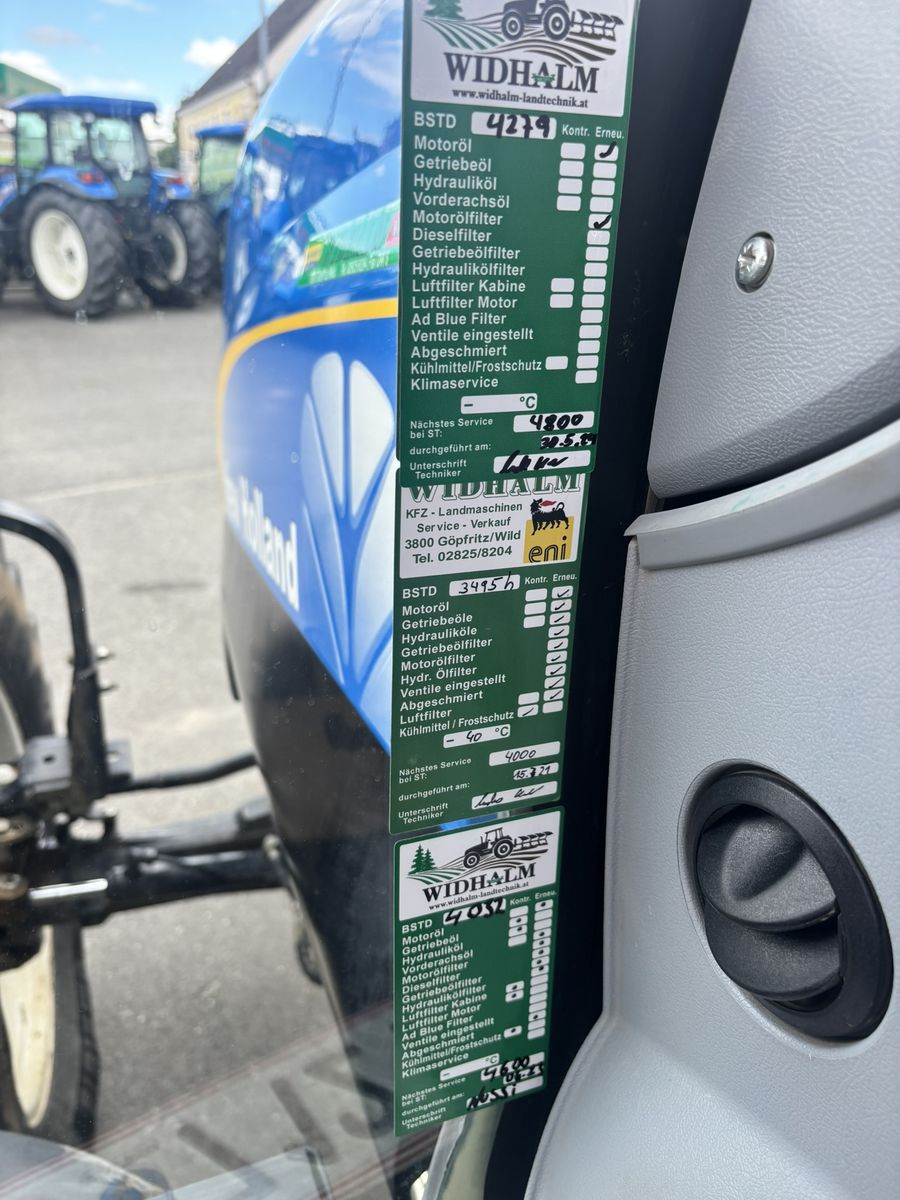 WIDHALM
www.widhalm-landtechnik.at
BSTD 4279 Kontr. Erneu.
Motoröl
Getriebeöl
Hydrauliköl
Vorderachsöl
Motorölfilter
Dieselfilter
Getriebeölfilter
Hydraulikölfilter
Luftfilter Kabine
Luftfilter Motor
Ad Blue Filter
Ventile eingestellt
Abgeschmiert
Kühlmittel/Frostschutz
Klimaservice
– °C
Nächstes Service
bei ST: 4800
durchgeführt am:
Unterschrift
Techniker
WIDHALM
KFZ - Landmaschinen
Service - Verkauf
3800 Göpfritz/Wild
Tel. 02825/8204
eni
BSTD 3495 h Kontr. Erneu.
Motoröl
Getriebeöle
Hydrauliköle
Getriebeölfilter
Motorölfilter
Hydr. Ölfilter
Ventile eingestellt
Abgeschmiert
Luftfilter
Kühlmittel / Frostschutz
– 40 °C
Nächstes Service
bei ST: 4000
durchgeführt am: 15.7.21
Unterschrift
Techniker
WIDHALM
www.widhalm-landtechnik.at
BSTD 4032 Kontr. Erneu.
Motoröl
Getriebeöl
Hydrauliköl
Vorderachsöl
Motorölfilter
Dieselfilter
Getriebeölfilter
Hydraulikölfilter
Luftfilter Kabine
Luftfilter Motor
Ad Blue Filter
Ventile eingestellt
Abgeschmiert
Kühlmittel/Frostschutz
Klimaservice
– °C
Nächstes Service
bei ST: 4600
durchgeführt am:
Unterschrift
Techniker
Holland